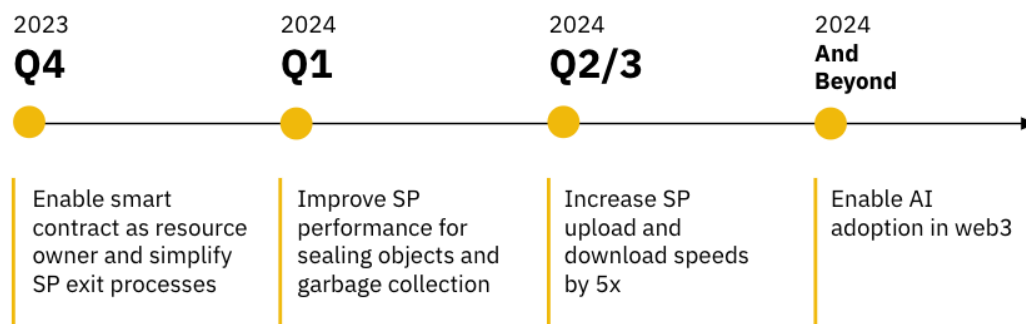 2023
Q4
2024
Q1
2024
Q2/3
2024
And
Beyond
Enable smart
contract as resource
owner and simplify
SP exit processes
Improve SP
performance for
sealing objects and
garbage collection
Increase SP
upload and
download speeds
by 5x
Enable AI
adoption in web3